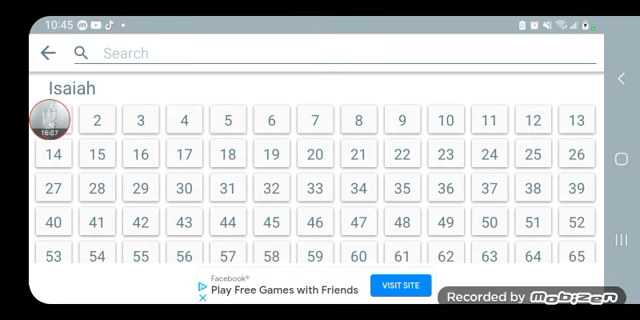 10:45
Search
Isaiah
2 3 4 5 6 7 8 9 10 11 12 13
16:07
14 15 16 17 18 19 20 21 22 23 24 25 26
27 28 29 30 31 32 33 34 35 36 37 38 39
40 41 42 43 44 45 46 47 48 49 50 51 52
53 54 55 56 57 58 59 60 61 62 63 64 65
Facebook®
Play Free Games with Friends
VISIT SITE
Recorded by Mobizen